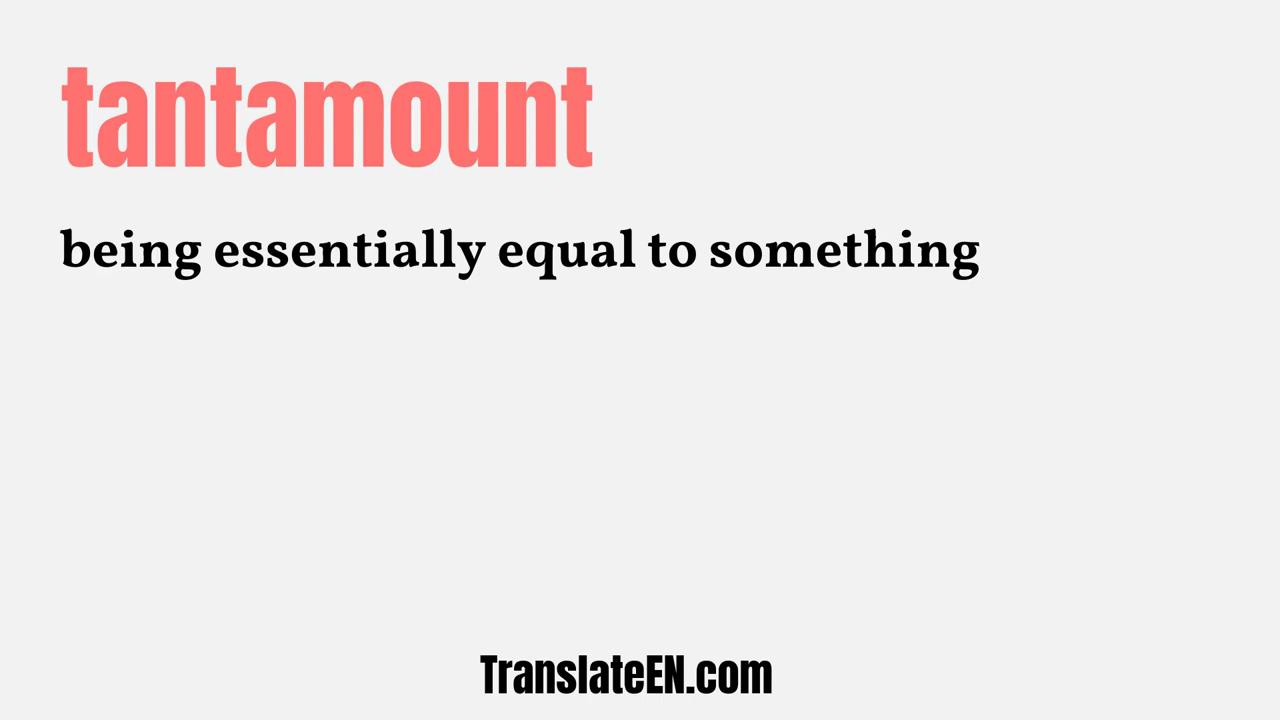 tantamount
being essentially equal to something
TranslateEN.com